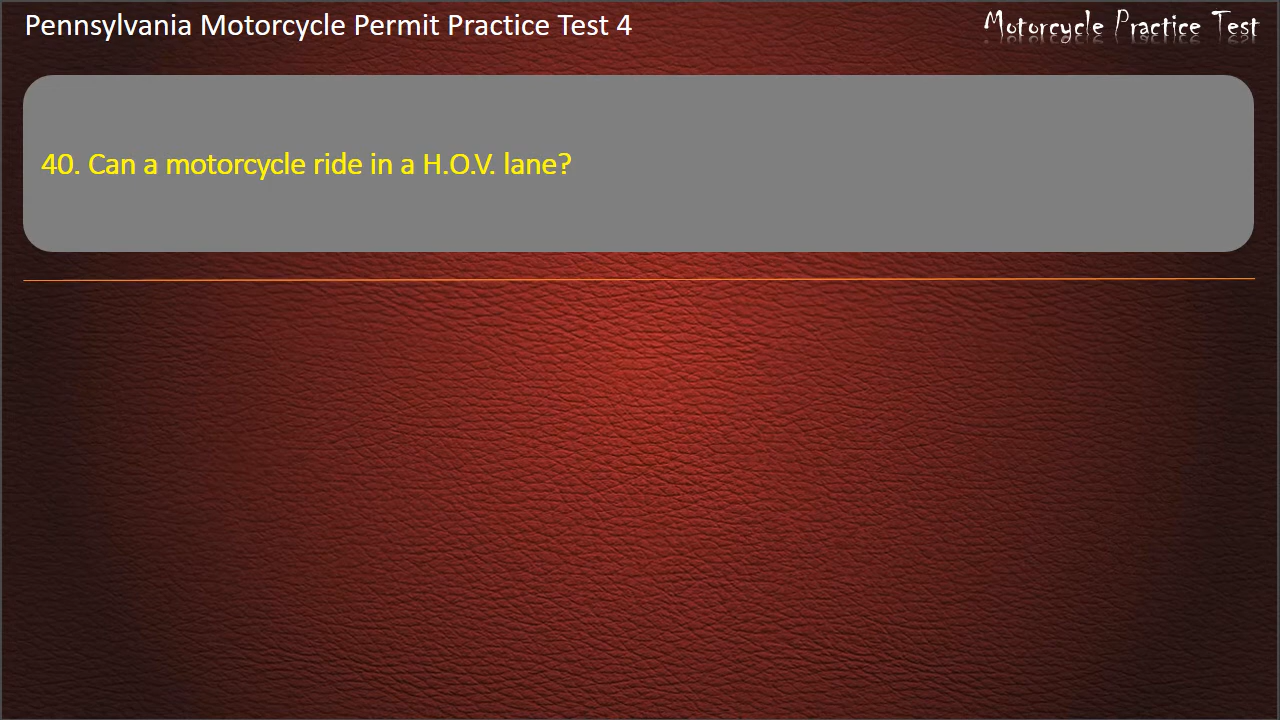 Pennsylvania Motorcycle Permit Practice Test 4
Motorcycle Practice Test
40. Can a motorcycle ride in a H.O.V. lane?